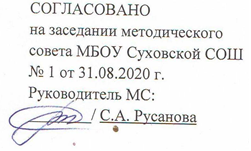 СОГЛАСОВАНО
на заседании методического
совета МБОУ Суховской СОШ
№ 1 от 31.08.2020 г.
Руководитель МС:
/ С.А. Русанова